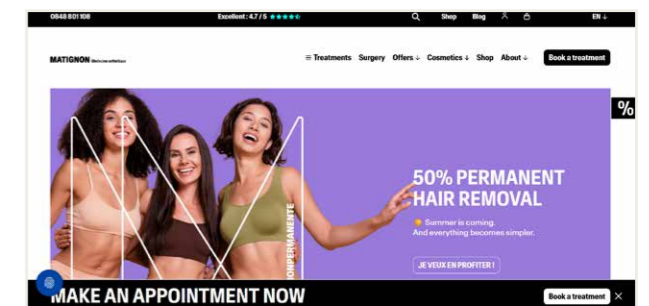 0848 801 108
Excellent : 4.7 / 5
Shop
Blog
EN ↓
MATIGNON
≡ Treatments
Surgery
Offers ↓
Cosmetics ↓
Shop
About ↓
Book a treatment
%
50% PERMANENT
HAIR REMOVAL
Summer is coming.
And everything becomes simpler.
JE VEUX EN PROFITER !
MAKE AN APPOINTMENT NOW
Book a treatment